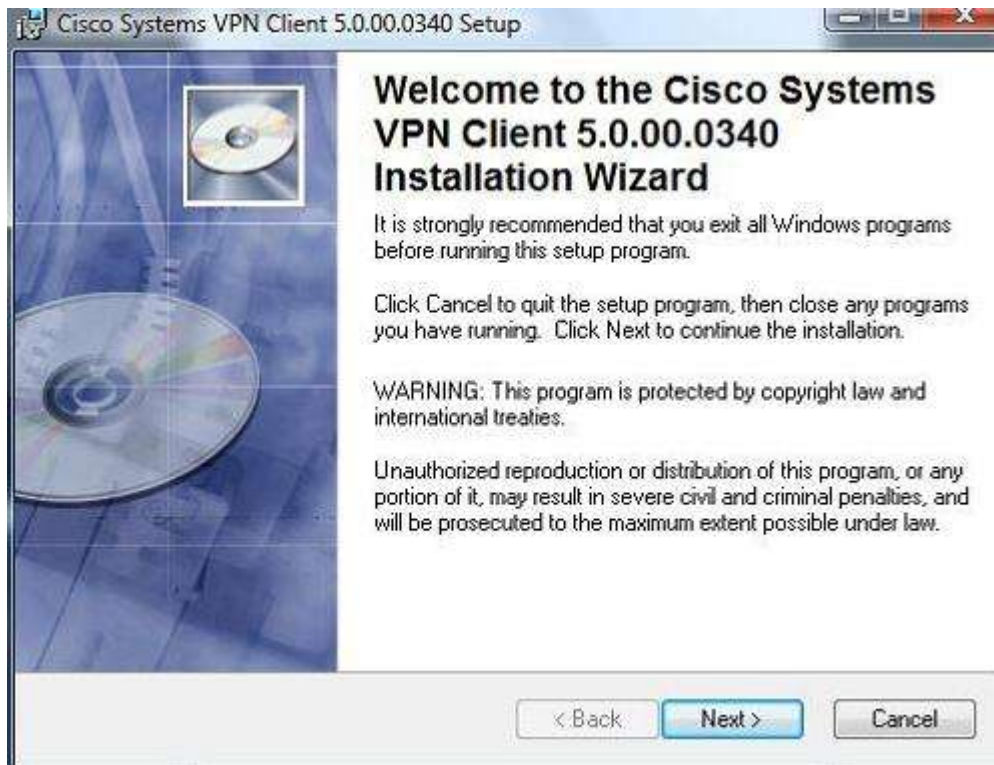 Cisco Systems VPN Client 5.0.00.0340 Setup
Welcome to the Cisco Systems
VPN Client 5.0.00.0340
Installation Wizard
It is strongly recommended that you exit all Windows programs
before running this setup program.
Click Cancel to quit the setup program, then close any programs
you have running. Click Next to continue the installation.
WARNING: This program is protected by copyright law and
international treaties.
Unauthorized reproduction or distribution of this program, or any
portion of it, may result in severe civil and criminal penalties, and
will be prosecuted to the maximum extent possible under law.
< Back
Next >
Cancel